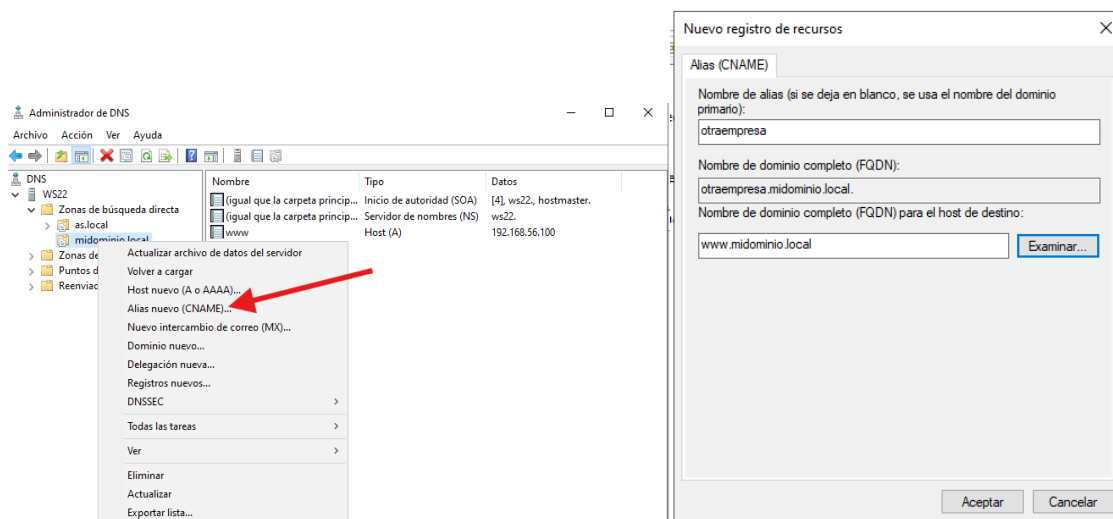 Administrador de DNS
Archivo Acción Ver Ayuda
DNS
WS22
Zonas de búsqueda directa
as.local
midominio.local
Zonas de
Puntos d
Reenviac
Nombre Tipo Datos
(igual que la carpeta princip... Inicio de autoridad (SOA) [4], ws22., hostmaster.
(igual que la carpeta princip... Servidor de nombres (NS) ws22.
www Host (A) 192.168.56.100
Actualizar archivo de datos del servidor
Volver a cargar
Host nuevo (A o AAAA)...
Alias nuevo (CNAME)...
Nuevo intercambio de correo (MX)...
Dominio nuevo...
Delegación nueva...
Registros nuevos...
DNSSEC
Todas las tareas
Ver
Eliminar
Actualizar
Exportar lista...
Nuevo registro de recursos
Alias (CNAME)
Nombre de alias (si se deja en blanco, se usa el nombre del dominio
primario):
otraempresa
Nombre de dominio completo (FQDN):
otraempresa.midominio.local.
Nombre de dominio completo (FQDN) para el host de destino:
www.midominio.local
Examinar...
Aceptar Cancelar